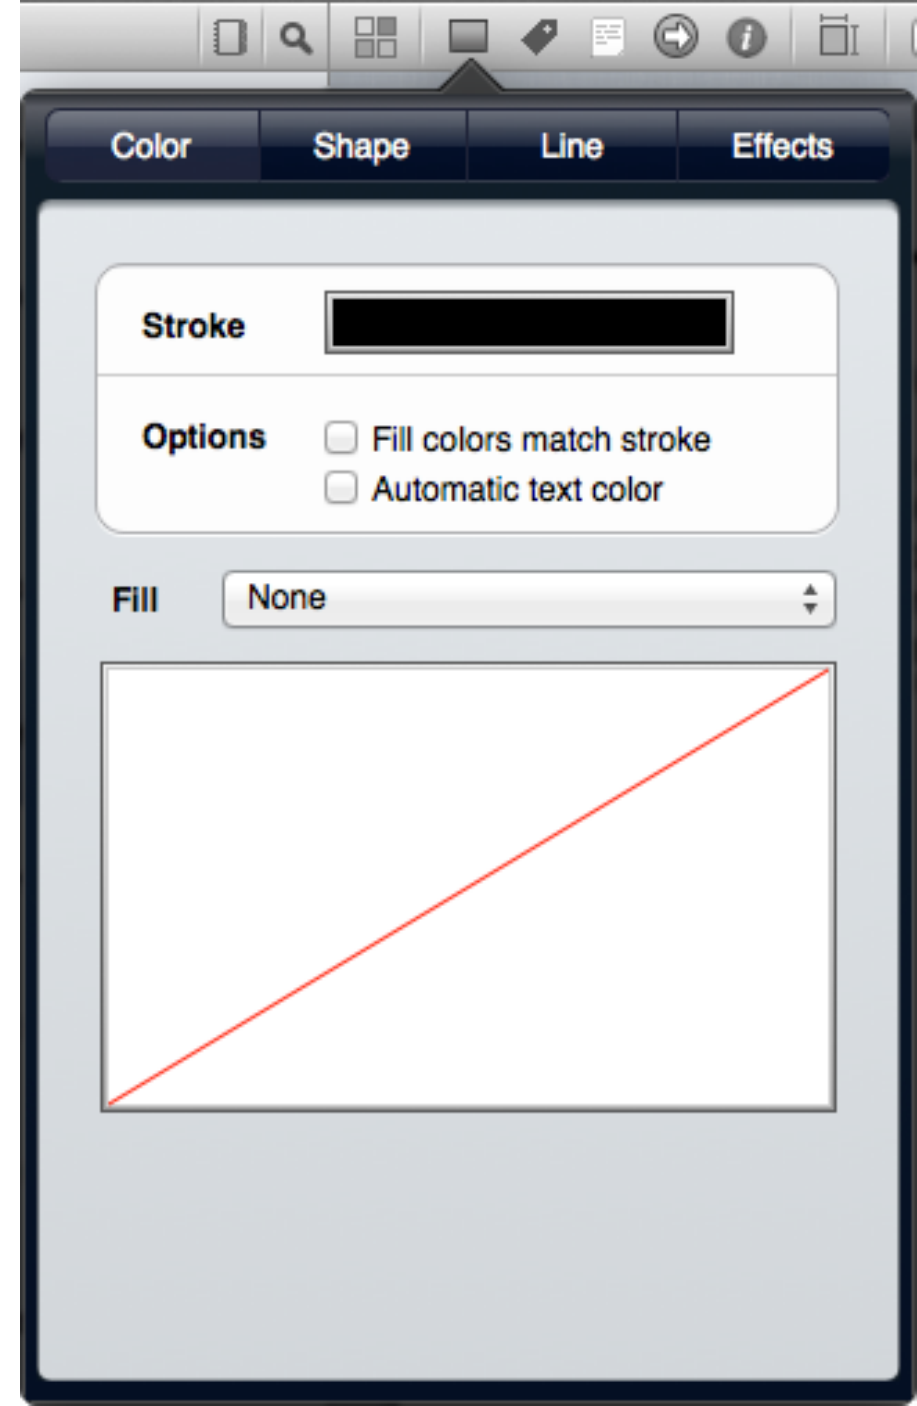 Color Shape Line Effects
Stroke
Options Fill colors match stroke
Automatic text color
Fill None